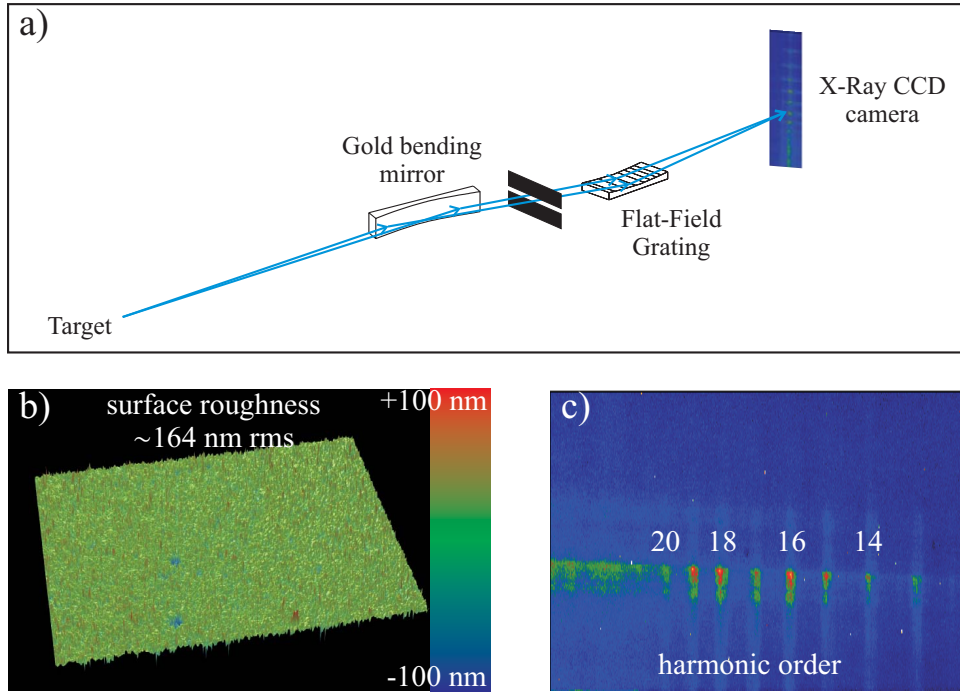 a)
X-Ray CCD
camera
Gold bending
mirror
Flat-Field
Grating
Target
b)
surface roughness
~164 nm rms
+100 nm
-100 nm
c)
20 18 16 14
harmonic order